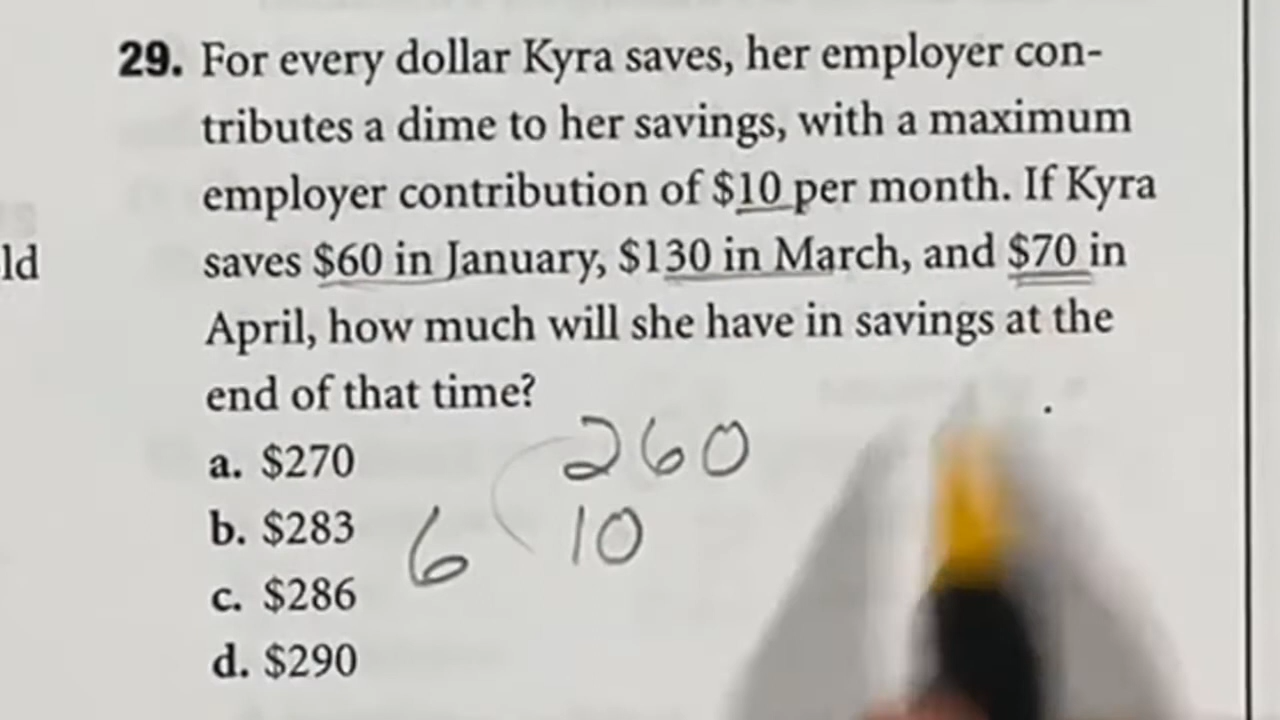 29. For every dollar Kyra saves, her employer con-
tributes a dime to her savings, with a maximum
employer contribution of $10 per month. If Kyra
ld
saves $60 in January, $130 in March, and $70 in
April, how much will she have in savings at the
end of that time?
260
a. $270
b. $283
6 10
c. $286
d. $290